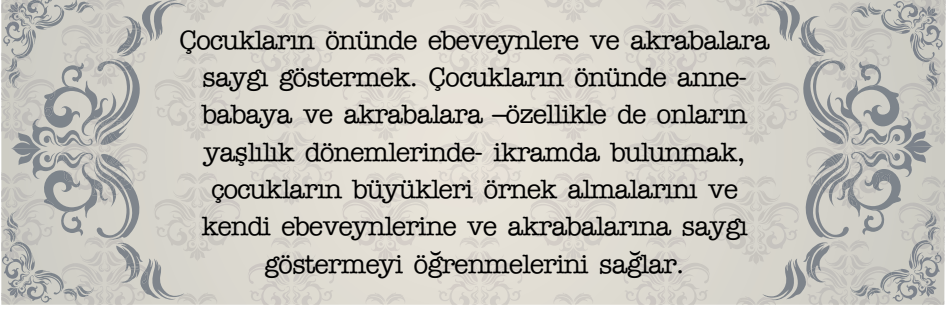 Çocukların önünde ebeveynlere ve akrabalara
saygı göstermek. Çocukların önünde anne-
babaya ve akrabalara –özellikle de onların
yaşlılık dönemlerinde- ikramda bulunmak,
çocukların büyükleri örnek almalarını ve
kendi ebeveynlerine ve akrabalarına saygı
göstermeyi öğrenmelerini sağlar.